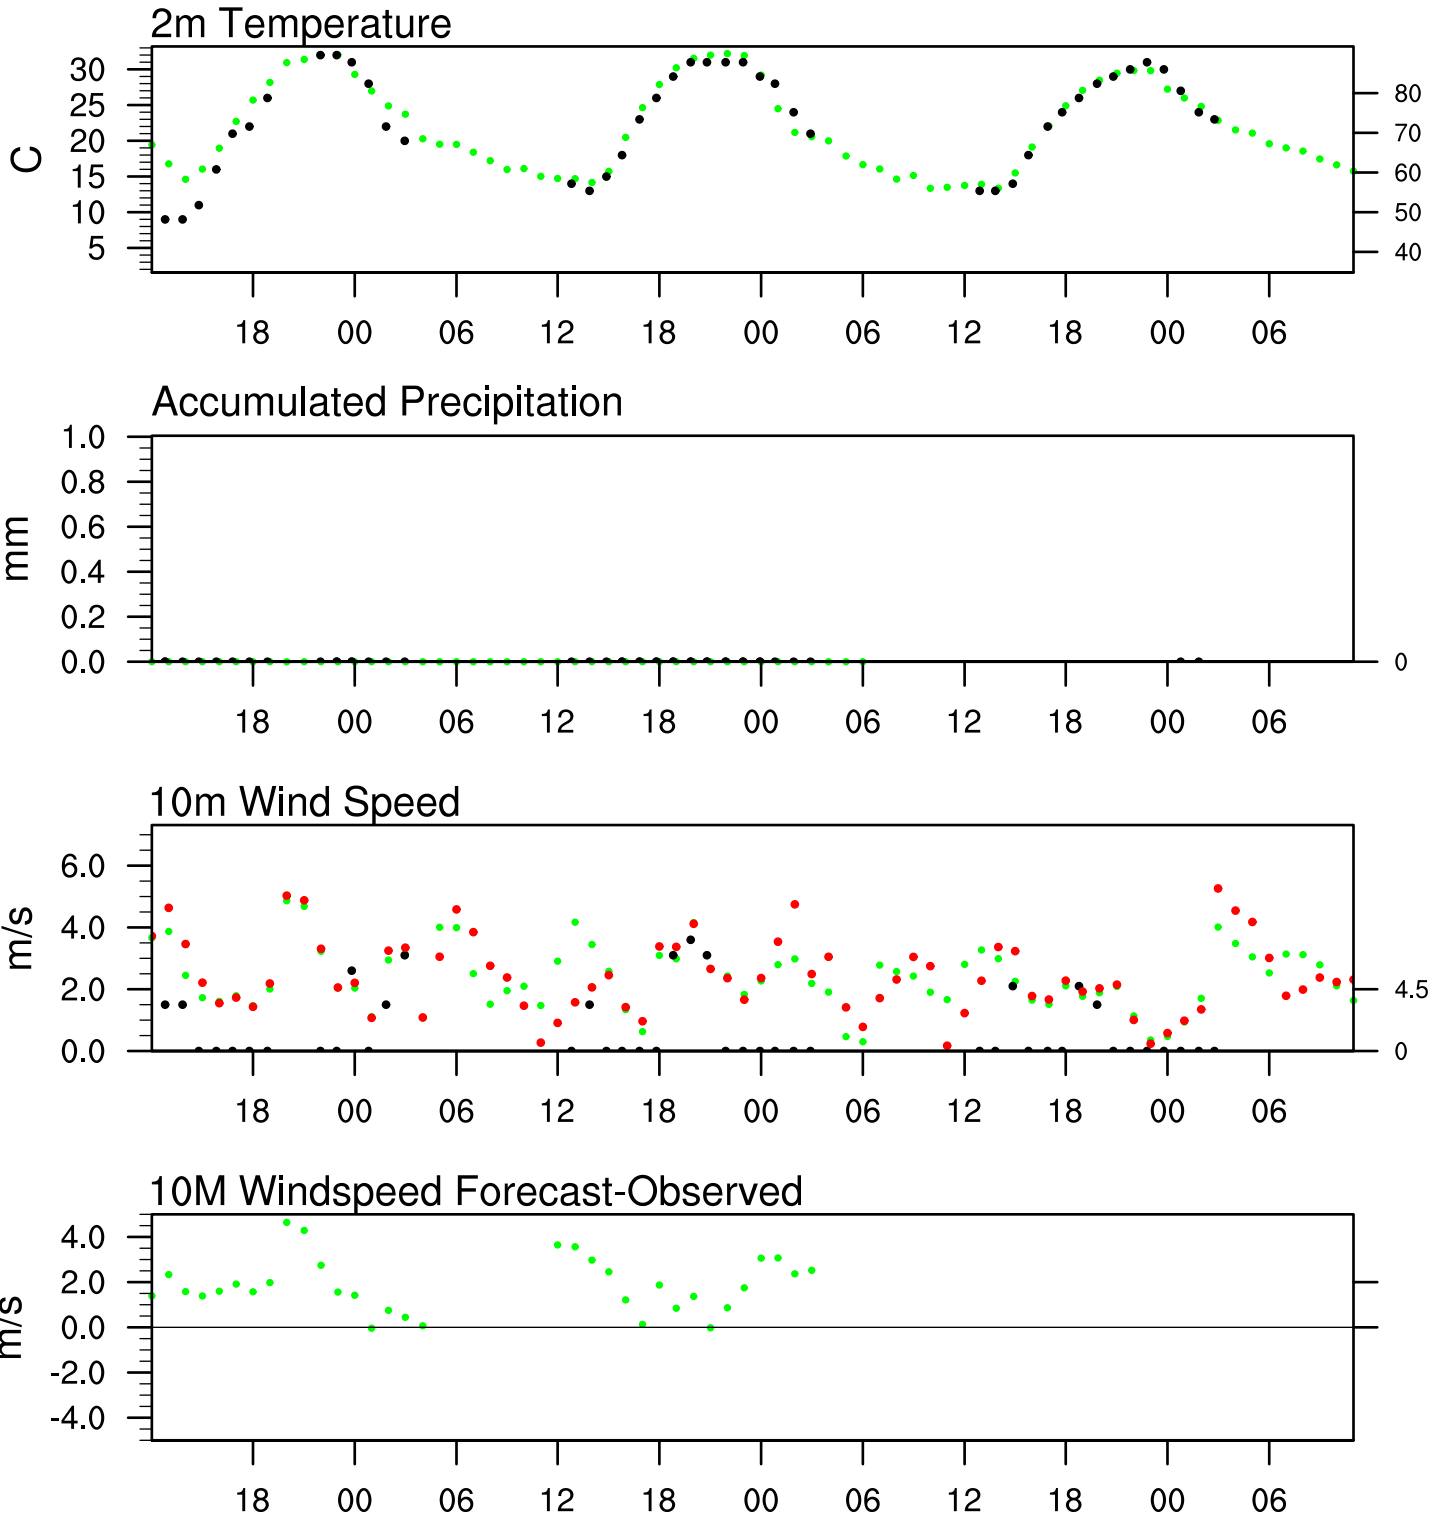 2m Temperature
30
25
20
15
10
5
C
80
70
60
50
40
18 00 06 12 18 00 06 12 18 00 06
Accumulated Precipitation
1.0
0.8
0.6
0.4
0.2
0.0
mm
0
18 00 06 12 18 00 06 12 18 00 06
10m Wind Speed
6.0
4.0
2.0
0.0
m/s
4.5
0
18 00 06 12 18 00 06 12 18 00 06
10M Windspeed Forecast-Observed
4.0
2.0
0.0
-2.0
-4.0
m/s
18 00 06 12 18 00 06 12 18 00 06